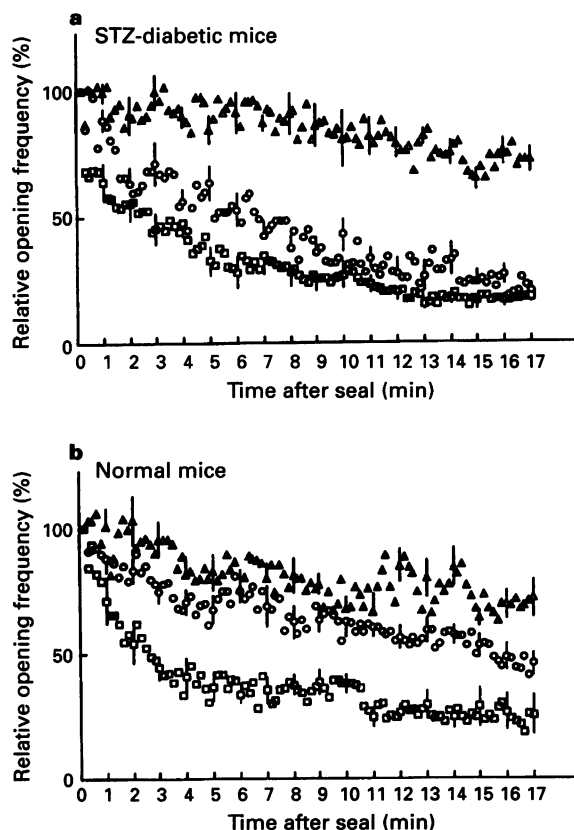 a
STZ-diabetic mice
Relative opening frequency (%)
100
50
0
0 1 2 3 4 5 6 7 8 9 10 11 12 13 14 15 16 17
Time after seal (min)
b
Normal mice
Relative opening frequency (%)
100
50
0
0 1 2 3 4 5 6 7 8 9 10 11 12 13 14 15 16 17
Time after seal (min)